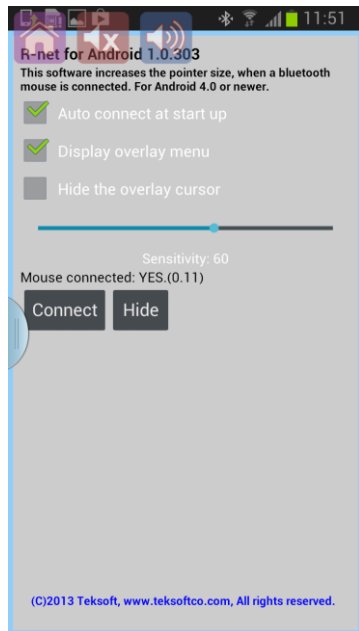 11:51
R-net for Android 1.0.303
This software increases the pointer size, when a bluetooth
mouse is connected. For Android 4.0 or newer.
Auto connect at start up
Display overlay menu
Hide the overlay cursor
Sensitivity: 60
Mouse connected: YES.(0.11)
Connect Hide
(C)2013 Teksoft, www.teksoftco.com, All rights reserved.